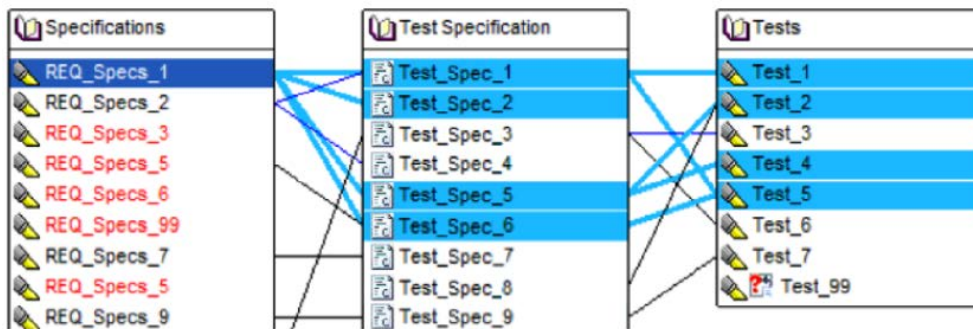 Specifications
REQ_Specs_1
REQ_Specs_2
REQ_Specs_3
REQ_Specs_5
REQ_Specs_6
REQ_Specs_99
REQ_Specs_7
REQ_Specs_5
REQ_Specs_9
Test Specification
Test_Spec_1
Test_Spec_2
Test_Spec_3
Test_Spec_4
Test_Spec_5
Test_Spec_6
Test_Spec_7
Test_Spec_8
Test_Spec_9
Tests
Test_1
Test_2
Test_3
Test_4
Test_5
Test_6
Test_7
Test_99